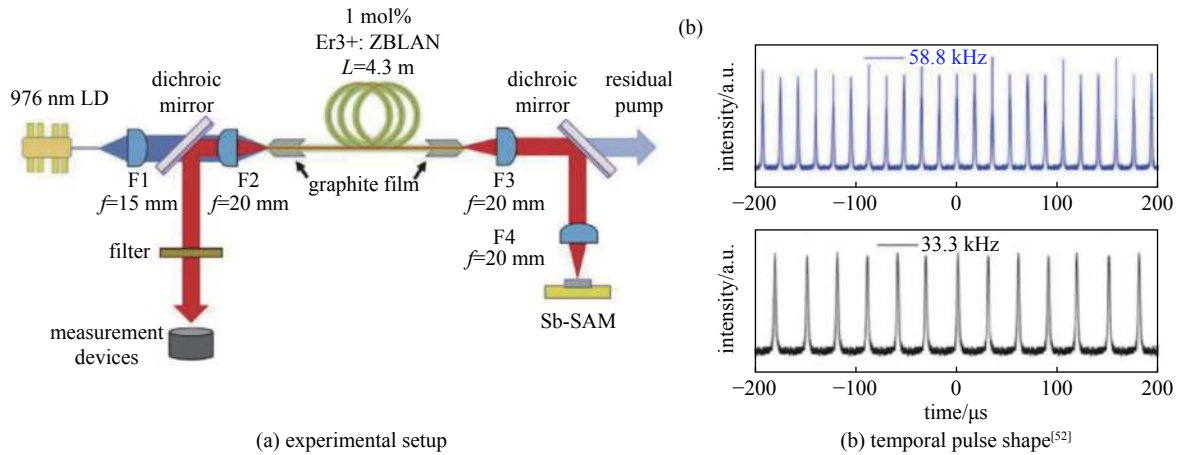 1 mol%
Er3+: ZBLAN
L=4.3 m
976 nm LD
dichroic
mirror
dichroic
mirror
residual
pump
F1
f=15 mm
F2
f=20 mm
graphite film
F3
f=20 mm
F4
f=20 mm
filter
measurement
devices
Sb-SAM
(a) experimental setup
(b)
58.8 kHz
intensity/a.u.
−200 −100 0 100 200
33.3 kHz
intensity/a.u.
−200 −100 0 100 200
time/μs
(b) temporal pulse shape[52]